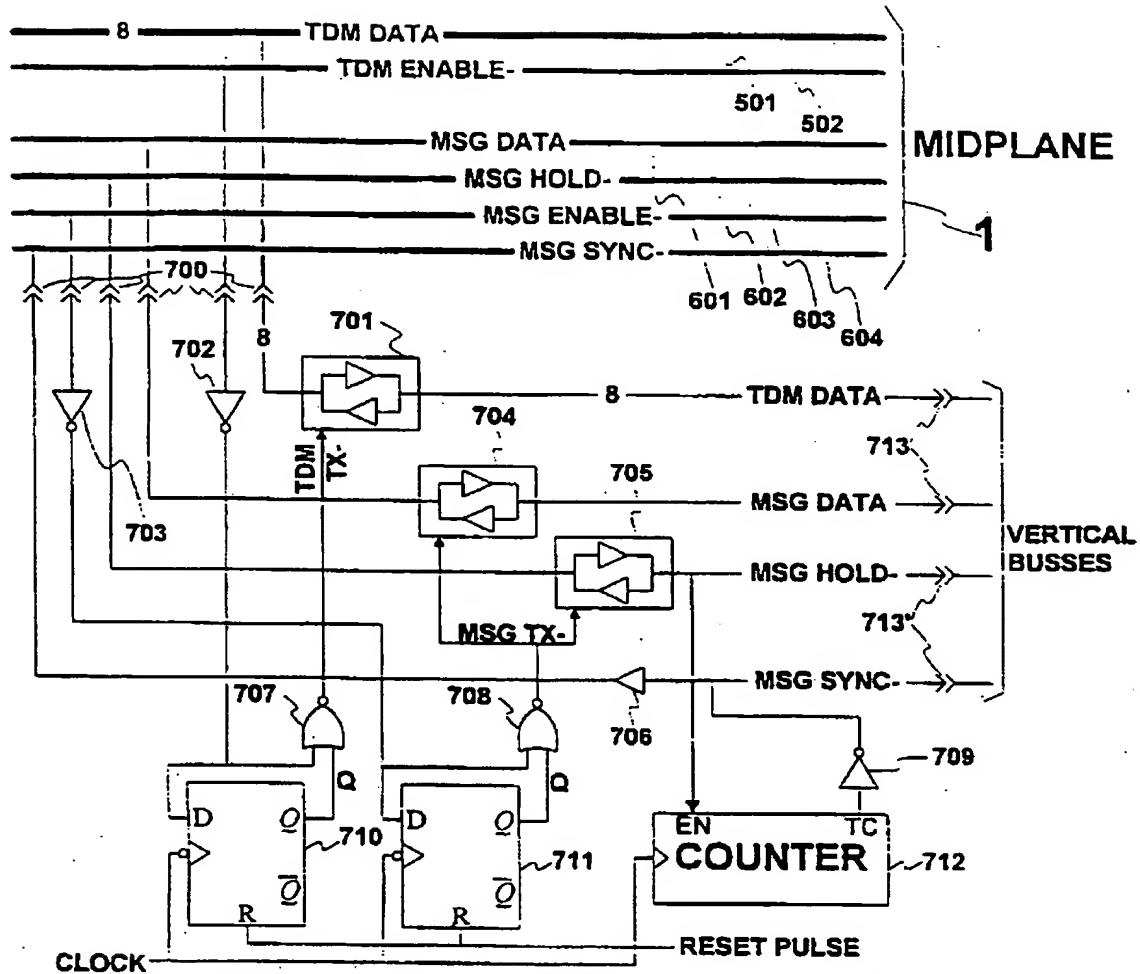 8 TDM DATA
TDM ENABLE-
501
502
MSG DATA
MIDPLANE
MSG HOLD-
MSG ENABLE-
MSG SYNC-
1
700
601
602
603
604
8
701
702
8
TDM DATA
713
TDM TX-
704
703
705
MSG DATA
VERTICAL
BUSSES
MSG HOLD-
MSG TX-
713
707
708
MSG SYNC-
706
709
Q
Q
D
Q
710
D
Q
711
EN
TC
COUNTER
712
Q
Q
R
R
RESET PULSE
CLOCK